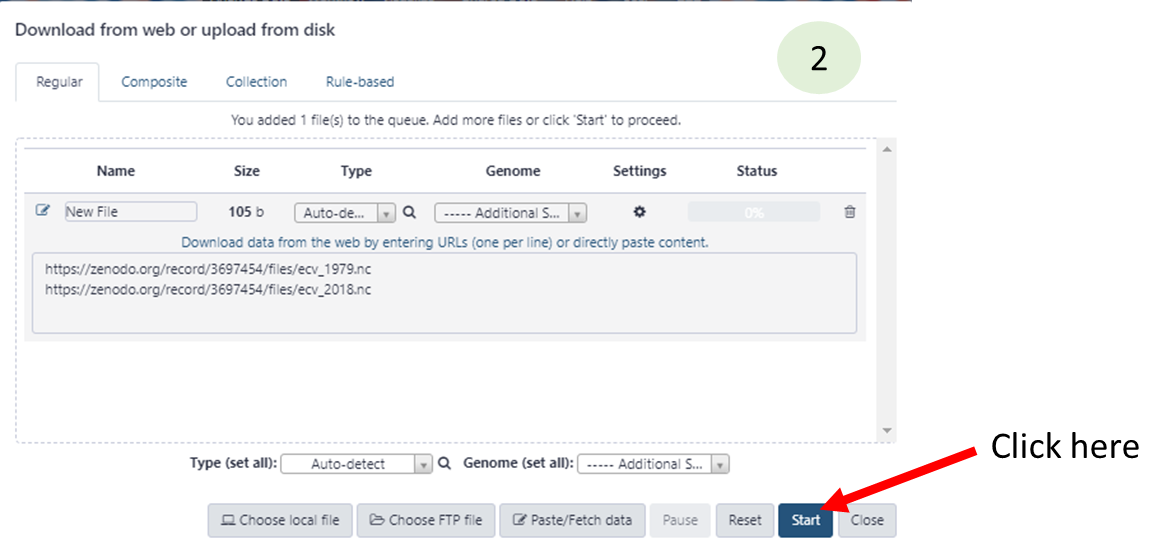 Download from web or upload from disk
2
Regular Composite Collection Rule-based
You added 1 file(s) to the queue. Add more files or click 'Start' to proceed.
Name Size Type Genome Settings Status
New File 105 b Auto-de... ----- Additional S... 0%
Download data from the web by entering URLs (one per line) or directly paste content.
https://zenodo.org/record/3697454/files/ecv_1979.nc
https://zenodo.org/record/3697454/files/ecv_2018.nc
Click here
Type (set all): Auto-detect Genome (set all): ----- Additional S...
Choose local file Choose FTP file Paste/Fetch data Pause Reset Start Close